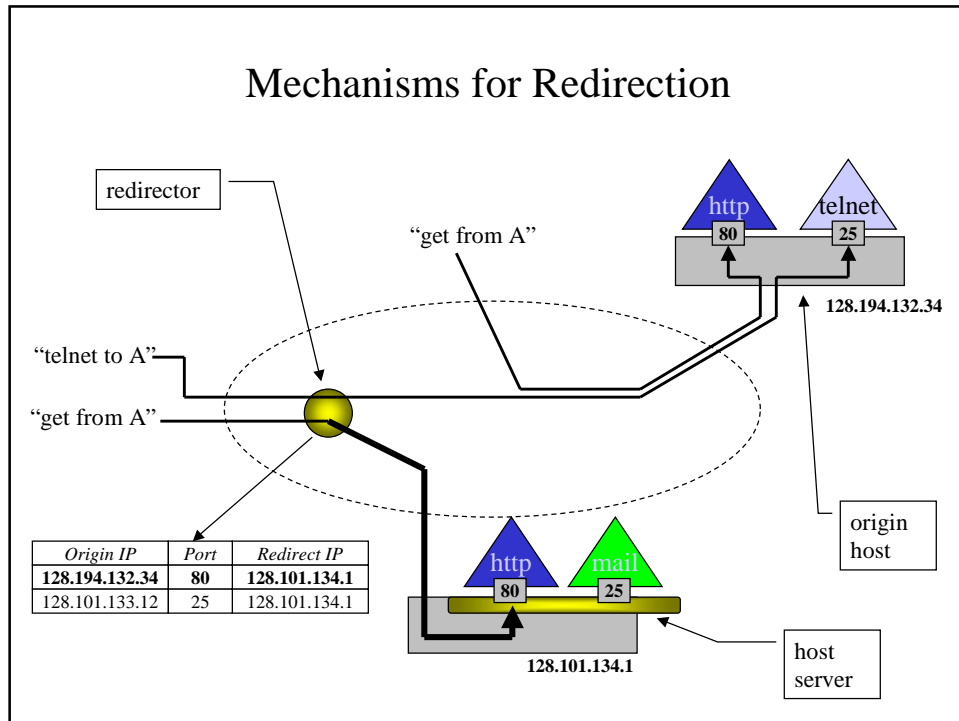 Mechanisms for Redirection
redirector
http
telnet
80
25
“get from A”
128.194.132.34
“telnet to A”
“get from A”
origin
host
Origin IP Port Redirect IP
128.194.132.34 80 128.101.134.1
128.101.133.12 25 128.101.134.1
http
mail
80
25
128.101.134.1
host
server